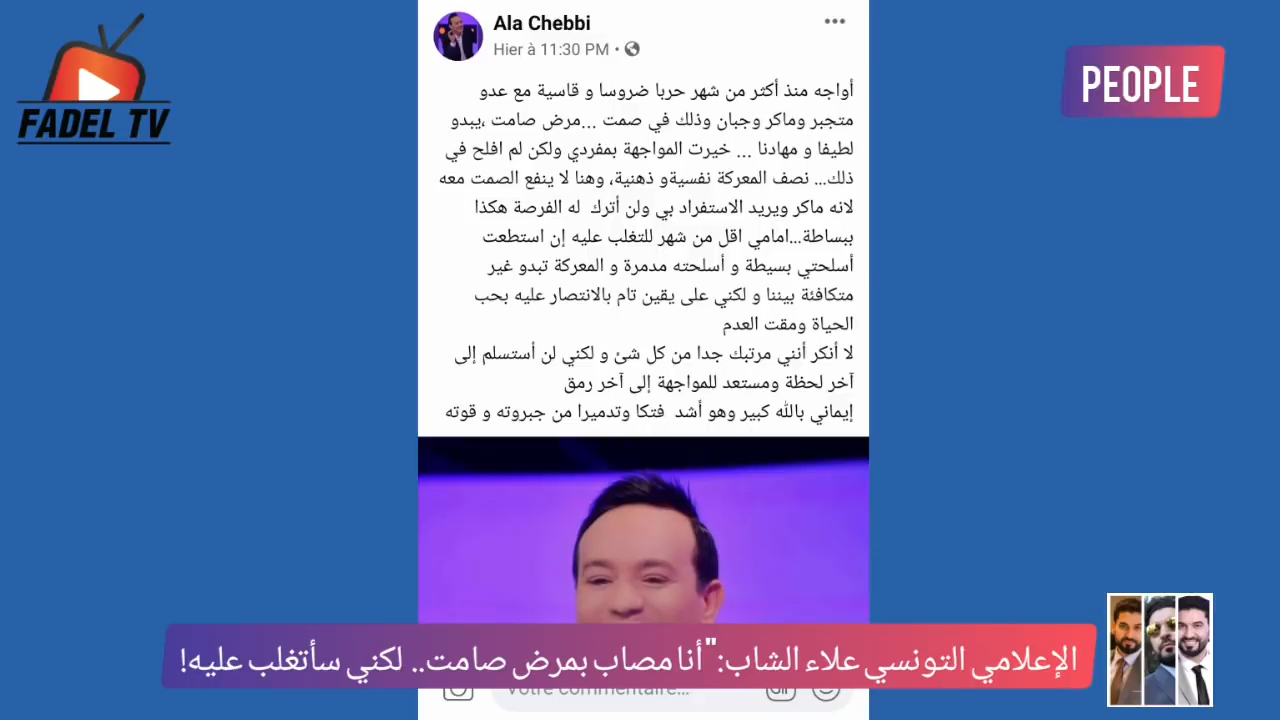 FADEL TV
Ala Chebbi
Hier à 11:30 PM
PEOPLE
أواجه منذ أكثر من شهر حربا ضروسا و قاسية مع عدو
متجبر وماكر وجبان وذلك في صمت ...مرض صامت ،يبدو
لطيفا و مهادنا ... خيرت المواجهة بمفردي ولكن لم افلح في
ذلك... نصف المعركة نفسيةو ذهنية، وهنا لا ينفع الصمت معه
لانه ماكر ويريد الاستفراد بي ولن أترك له الفرصة هكذا
ببساطة...امامي اقل من شهر للتغلب عليه إن استطعت
أسلحتي بسيطة و أسلحته مدمرة و المعركة تبدو غير
متكافئة بيننا و لكني على يقين تام بالانتصار عليه بحب
الحياة ومقت العدم
لا أنكر أنني مرتبك جدا من كل شئ و لكني لن أستسلم إلى
آخر لحظة ومستعد للمواجهة إلى آخر رمق
إيماني بالله كبير وهو أشد فتكا وتدميرا من جبروته و قوته
الإعلامي التونسي علاء الشاب:"أنا مصاب بمرض صامت.. لكني سأتغلب عليه!
Votre commentaire...
GIF